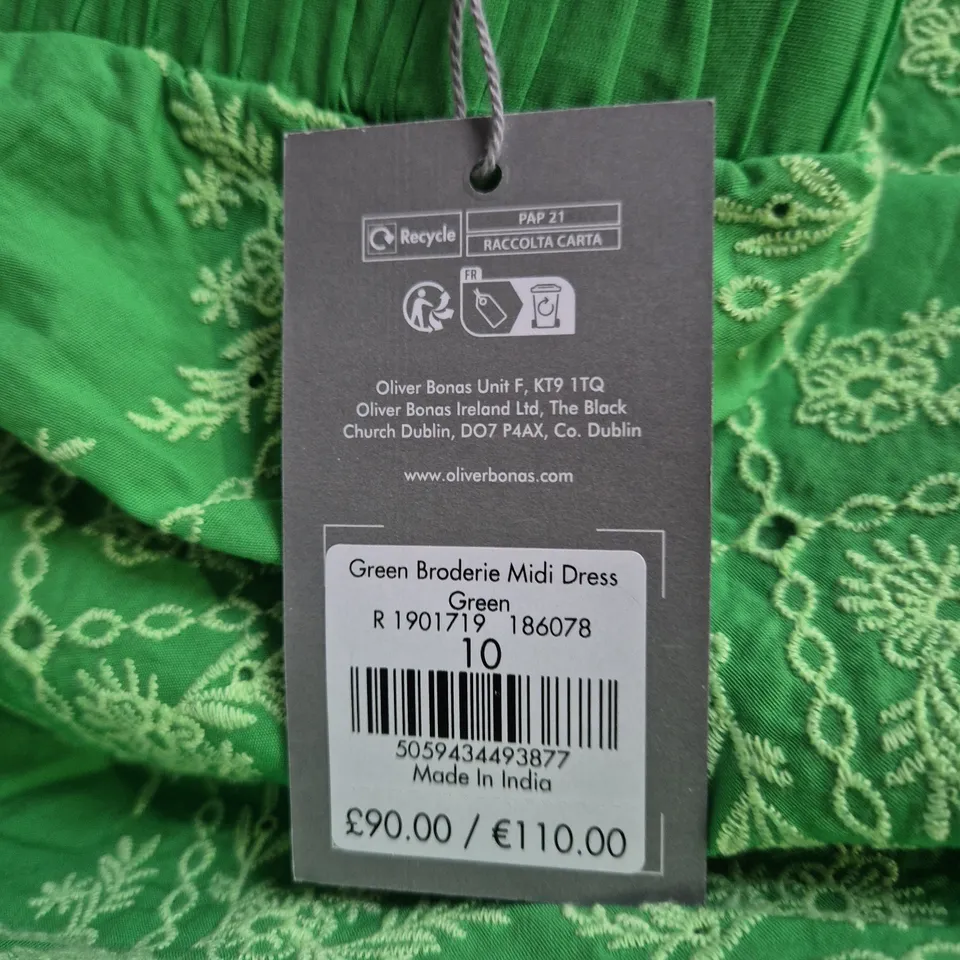 Recycle
PAP 21
RACCOLTA CARTA
FR
Oliver Bonas Unit F, KT9 1TQ
Oliver Bonas Ireland Ltd, The Black
Church Dublin, DO7 P4AX, Co. Dublin
www.oliverbonas.com
Green Broderie Midi Dress
Green
R 1901719 186078
10
5059434493877
Made In India
£90.00 / €110.00